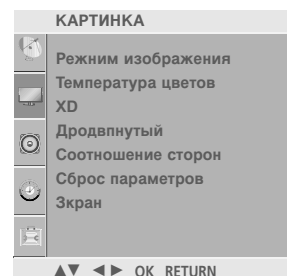 КАРТИНКА
Режим изображения
Температура цветов
XD
Дродвпнутый
Соотношение сторон
Сброс параметров
Зкран
▲▼ ◄► OK RETURN